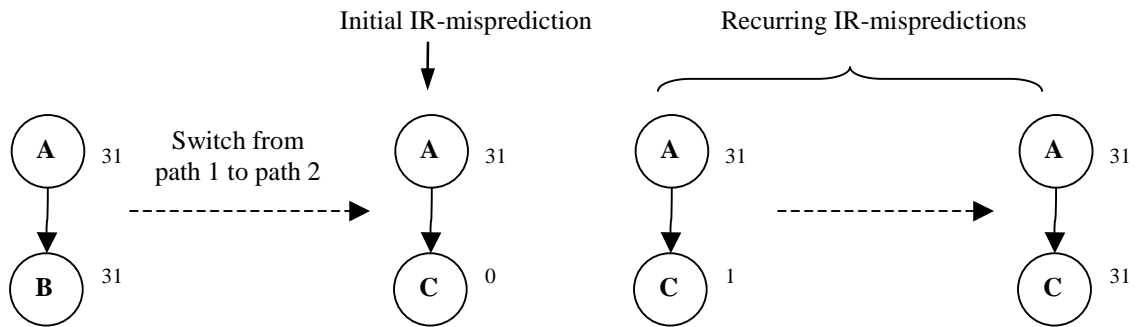 Initial IR-misprediction
Recurring IR-mispredictions
A 31
Switch from
path 1 to path 2
A 31
A 31
A 31
B 31
C 0
C 1
C 31